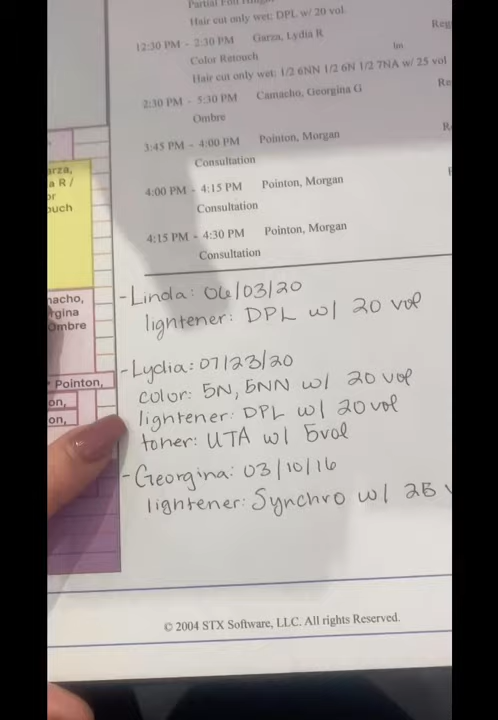 Partial Foil
Hair cut only wet: DPL w/ 20 vol.
12:30 PM - 2:30 PM Garza, Lydia R
Color Retouch
Hair cut only wet: 1/2 6NN 1/2 6N 1/2 7NA w/ 25 vol
2:30 PM - 5:30 PM Camacho, Georgina G
Ombre
3:45 PM - 4:00 PM Pointon, Morgan
Consultation
4:00 PM - 4:15 PM Pointon, Morgan
Consultation
4:15 PM - 4:30 PM Pointon, Morgan
Consultation
arza,
a R /
or
ouch
nacho,
rgina
Ombre
Pointon,
on,
on,
- Linda: 06/03/20
lightener: DPL w/ 20 vol
- Lydia: 07/23/20
color: 5N, 5NN w/ 20 vol
lightener: DPL w/ 20 vol
toner: UTA w/ 5vol
- Georgina: 03/10/16
lightener: Synchro w/ 25 v
© 2004 STX Software, LLC. All rights Reserved.